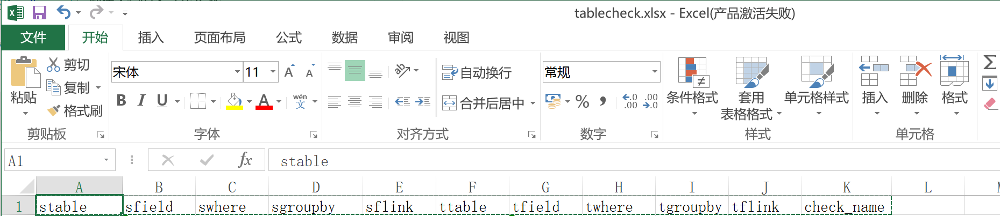 tablecheck.xlsx - Excel(产品激活失败)
文件 开始 插入 页面布局 公式 数据 审阅 视图
粘贴 剪切 复制 格式刷
剪贴板
宋体 11 A A
B I U A wén 文
字体
自动换行
合并后居中
对齐方式
常规
% , .0 .00 .00 .0
数字
条件格式 套用 表格格式 单元格样式
样式
插入 删除 格式
单元格
Σ
A1 fx stable
A B C D E F G H I J K L
1 stable sfield swhere sgroupby sflink ttable tfield twhere tgroupby tflink check_name